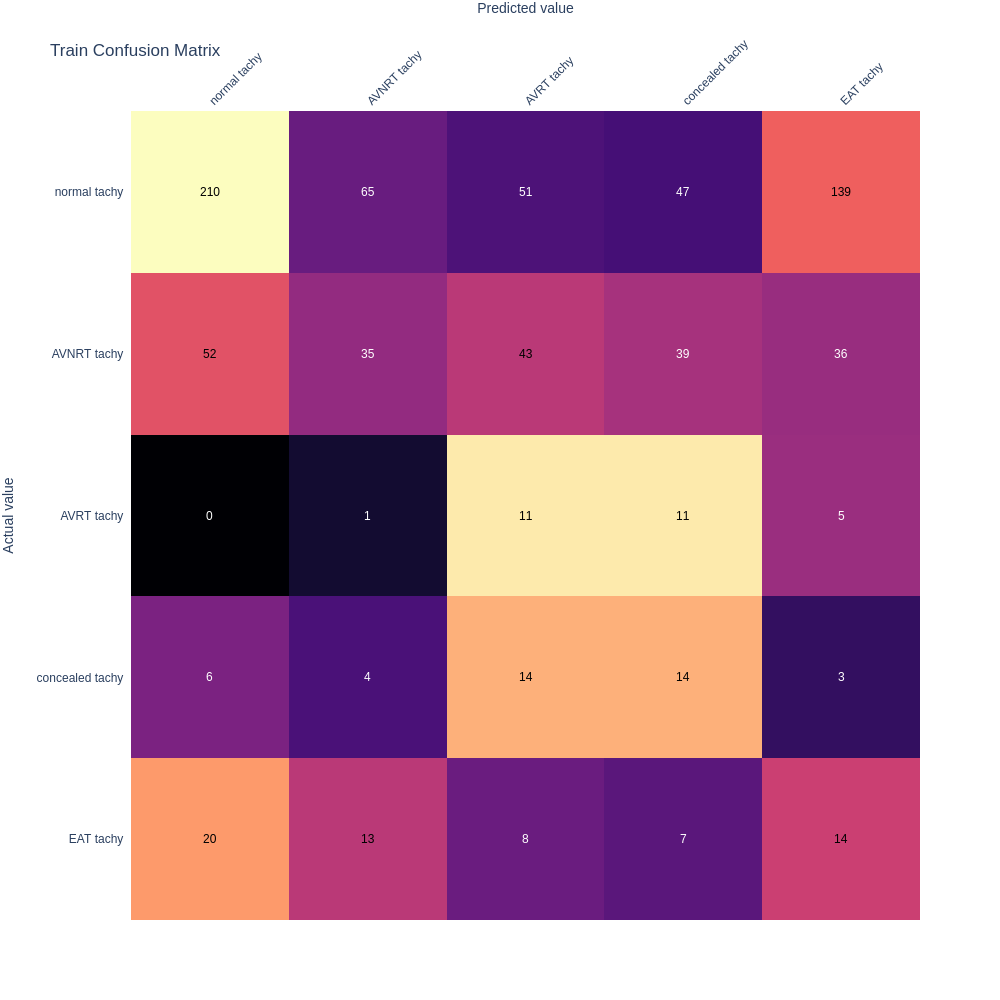 Predicted value
Train Confusion Matrix
normal tachy
AVNRT tachy
AVRT tachy
concealed tachy
EAT tachy
Actual value
normal tachy 210 65 51 47 139
AVNRT tachy 52 35 43 39 36
AVRT tachy 0 1 11 11 5
concealed tachy 6 4 14 14 3
EAT tachy 20 13 8 7 14